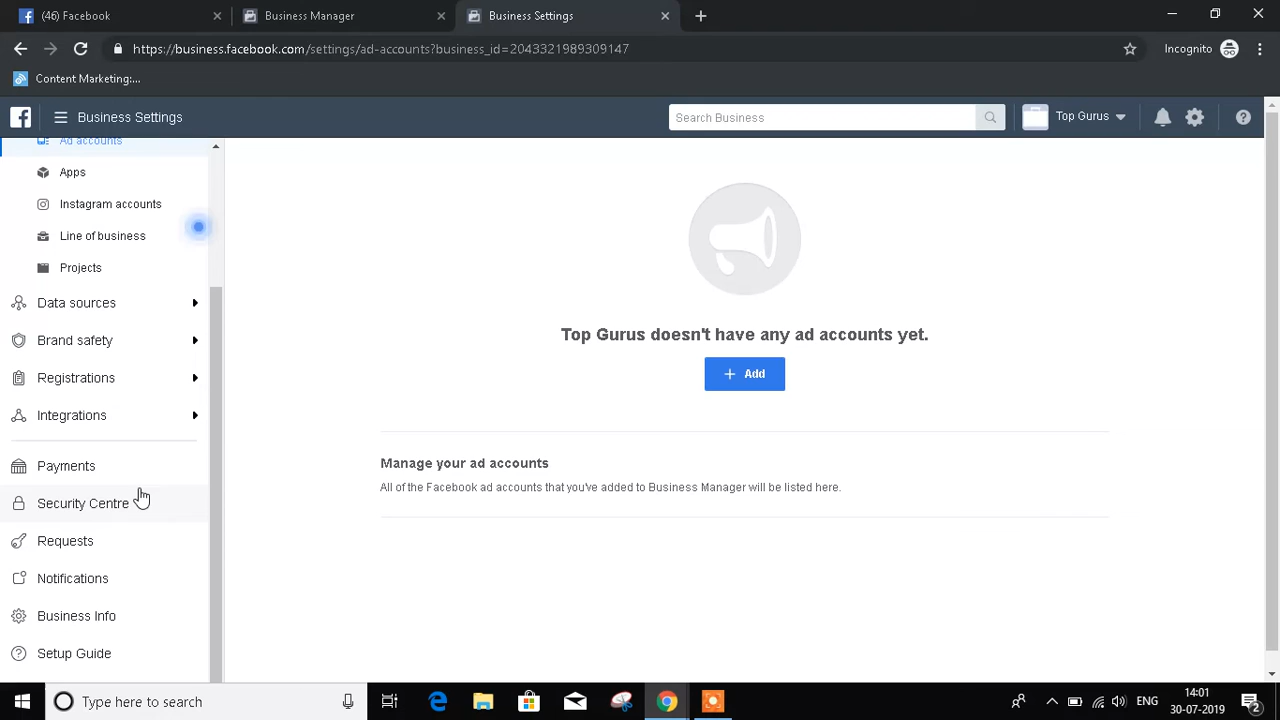 (46) Facebook
Business Manager
Business Settings
https://business.facebook.com/settings/ad-accounts?business_id=2043321989309147
Incognito
Content Marketing:...
Business Settings
Search Business
Top Gurus
Ad accounts
Apps
Instagram accounts
Line of business
Projects
Data sources
Brand safety
Registrations
Integrations
Payments
Security Centre
Requests
Notifications
Business Info
Setup Guide
Top Gurus doesn't have any ad accounts yet.
+ Add
Manage your ad accounts
All of the Facebook ad accounts that you've added to Business Manager will be listed here.
Type here to search
ENG
14:01
30-07-2019
2